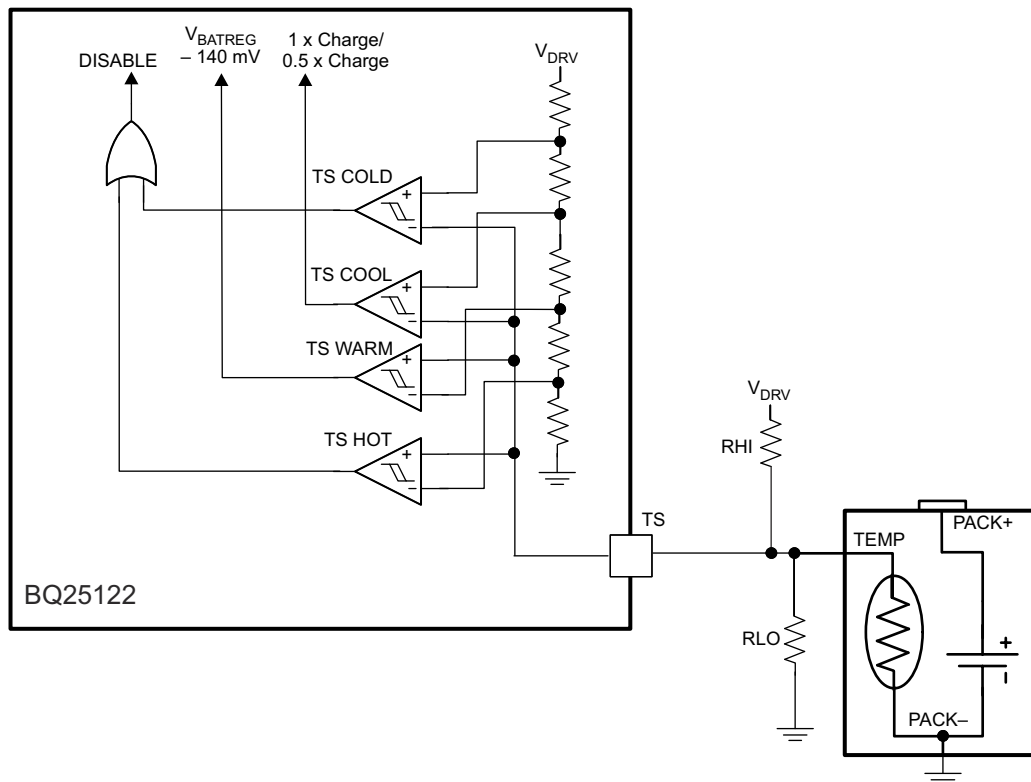 DISABLE
V_BATREG
– 140 mV
1 x Charge/
0.5 x Charge
V_DRV
TS COLD
+
–
TS COOL
+
–
TS WARM
+
–
TS HOT
+
–
V_DRV
RHI
TS
PACK+
TEMP
BQ25122
RLO
+
–
PACK–